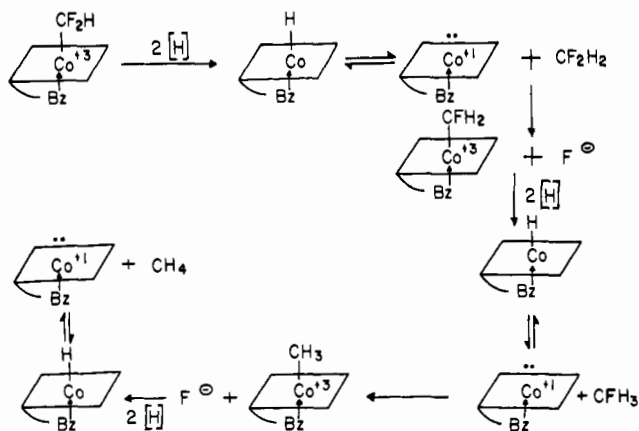 CF₂H
Co⁺³
Bz
2 [H]
H
Co
Bz
••
Co⁺¹
Bz
+ CF₂H₂
CFH₂
Co⁺³
Bz
+ F ⊖
2 [H]
H
Co
Bz
••
Co⁺¹
Bz
+ CH₄
H
Co
Bz
2 [H]
F ⊖ +
CH₃
Co⁺³
Bz
••
Co⁺¹
Bz
+ CFH₃